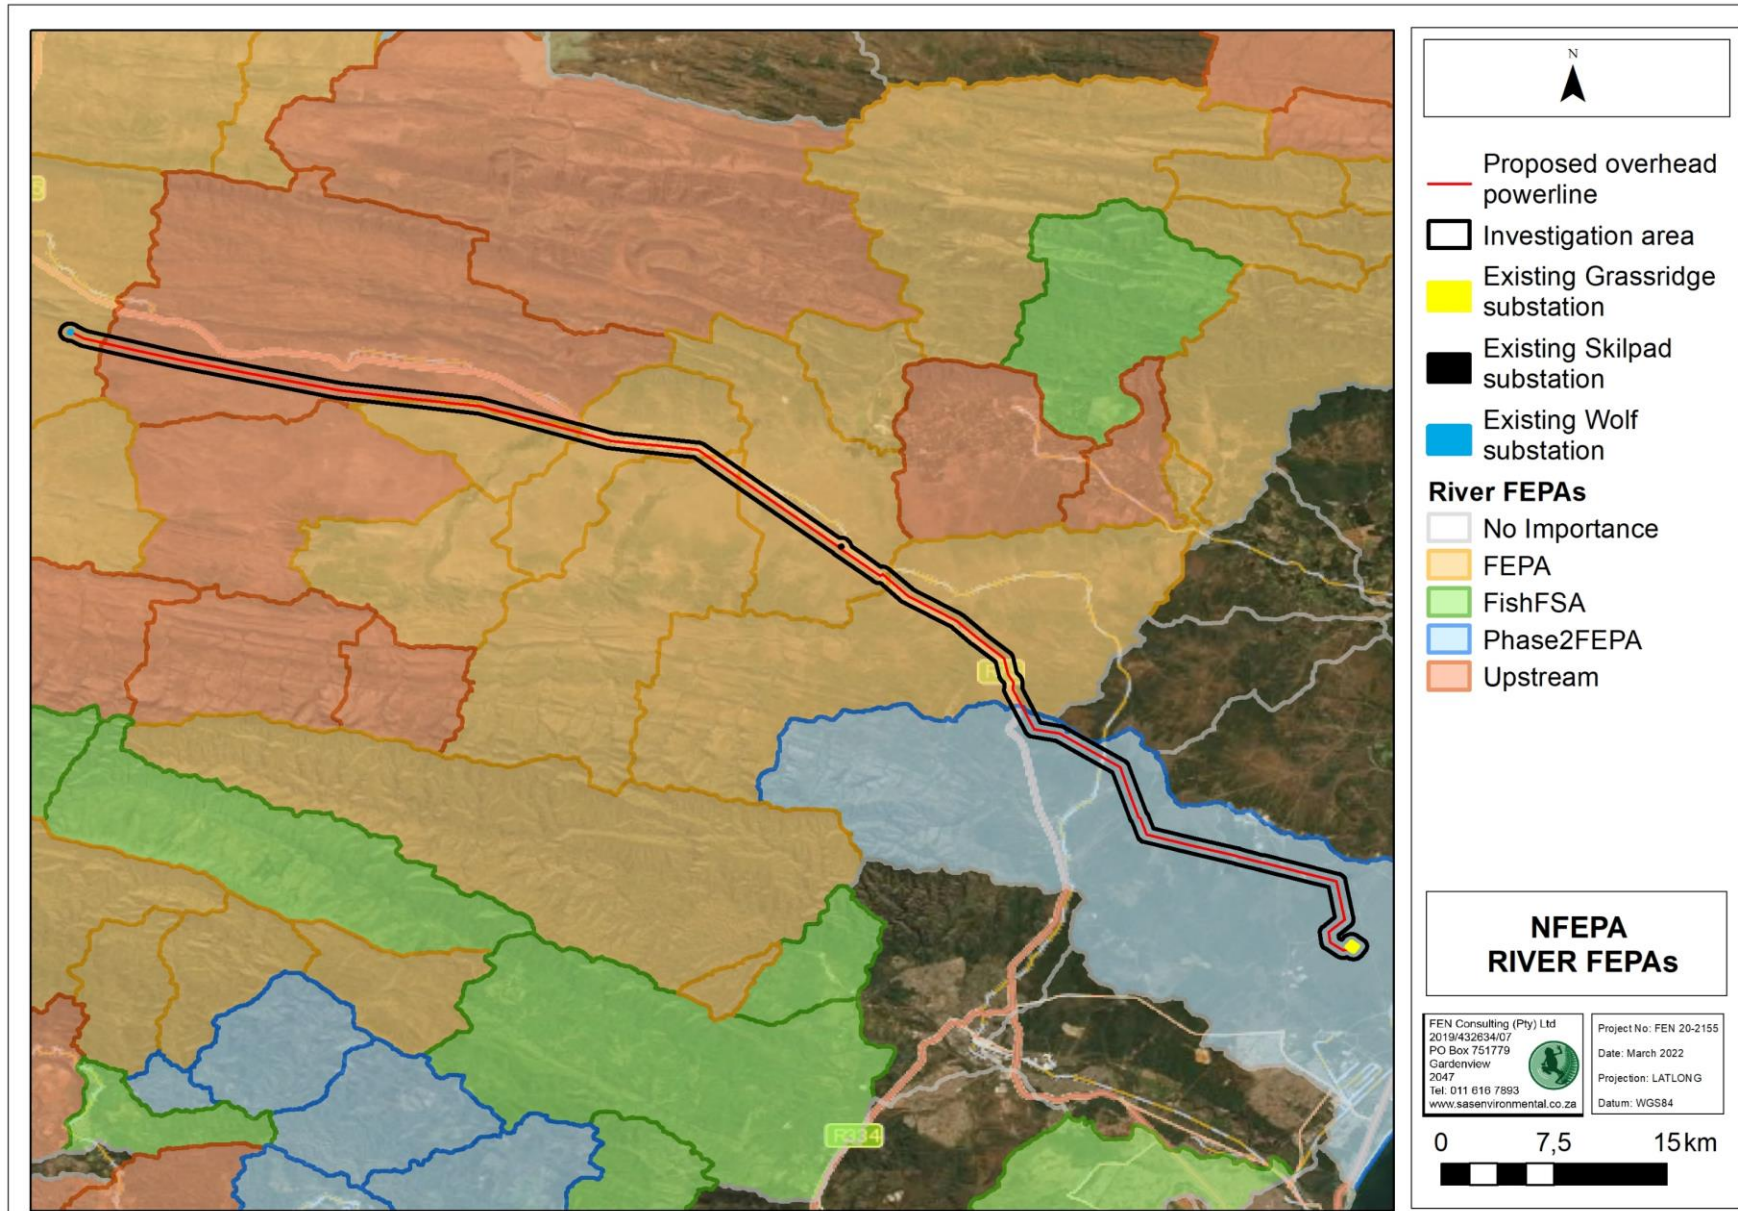 N
Proposed overhead
powerline
Investigation area
Existing Grassridge
substation
Existing Skilpad
substation
Existing Wolf
substation
River FEPAs
No Importance
FEPA
FishFSA
Phase2FEPA
Upstream
NFEPA
RIVER FEPAs
FEN Consulting (Pty) Ltd
2019/432634/07
PO Box 751779
Gardenview
2047
Tel: 011 616 7893
www.sasenvironmental.co.za
Project No: FEN 20-2155
Date: March 2022
Projection: LATLONG
Datum: WGS84
0 7,5 15 km
R334